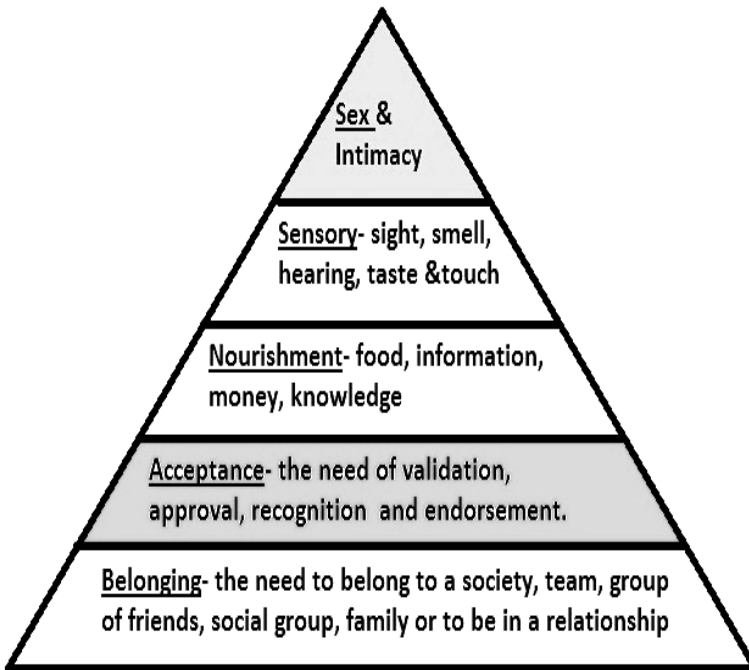 Sex &
Intimacy
Sensory- sight, smell,
hearing, taste &touch
Nourishment- food, information,
money, knowledge
Acceptance- the need of validation,
approval, recognition and endorsement.
Belonging- the need to belong to a society, team, group
of friends, social group, family or to be in a relationship